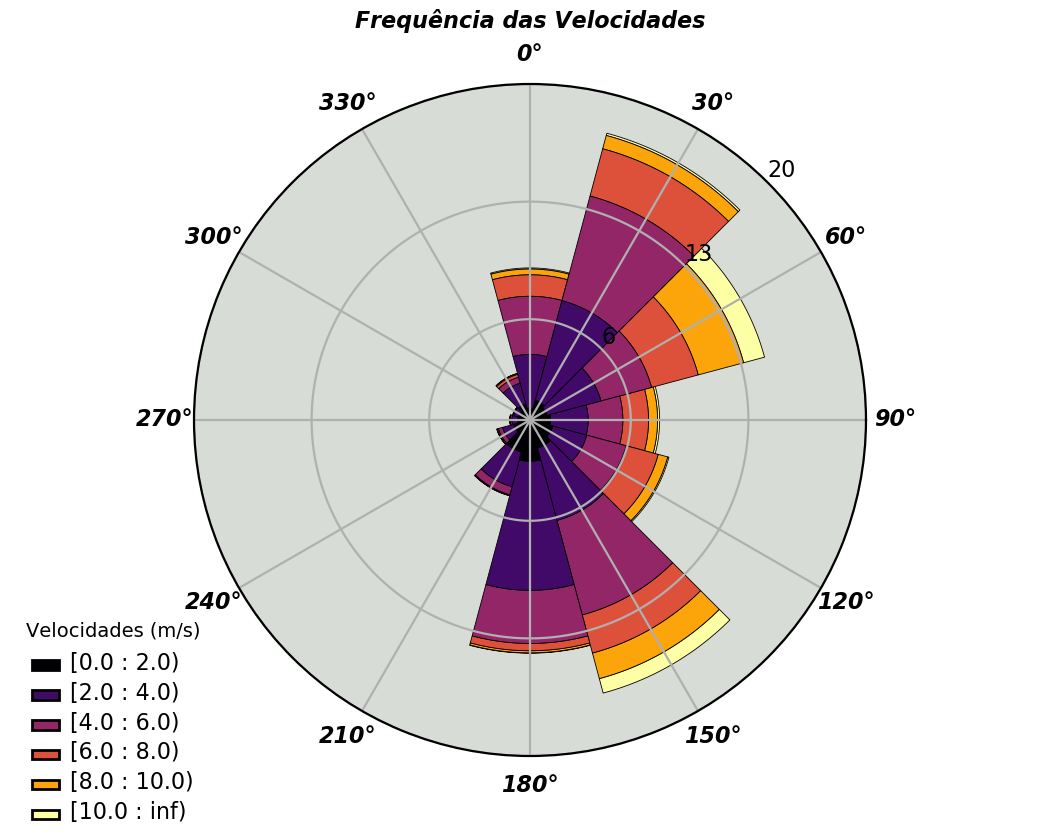 Frequência das Velocidades
0°
330°
30°
20
300°
60°
13
6
270°
90°
240°
120°
210°
150°
180°
Velocidades (m/s)
[0.0 : 2.0)
[2.0 : 4.0)
[4.0 : 6.0)
[6.0 : 8.0)
[8.0 : 10.0)
[10.0 : inf)